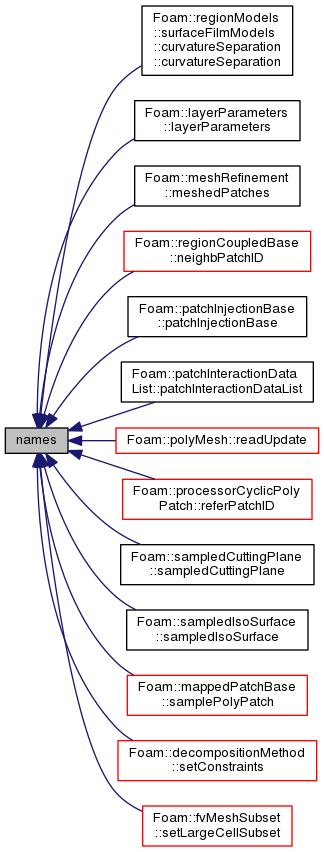 Foam::regionModels
::surfaceFilmModels
::curvatureSeparation
::curvatureSeparation
Foam::layerParameters
::layerParameters
Foam::meshRefinement
::meshedPatches
Foam::regionCoupledBase
::neighbPatchID
Foam::patchInjectionBase
::patchInjectionBase
Foam::patchInteractionData
List::patchInteractionDataList
names
Foam::polyMesh::readUpdate
Foam::processorCyclicPoly
Patch::referPatchID
Foam::sampledCuttingPlane
::sampledCuttingPlane
Foam::sampledIsoSurface
::sampledIsoSurface
Foam::mappedPatchBase
::samplePolyPatch
Foam::decompositionMethod
::setConstraints
Foam::fvMeshSubset
::setLargeCellSubset